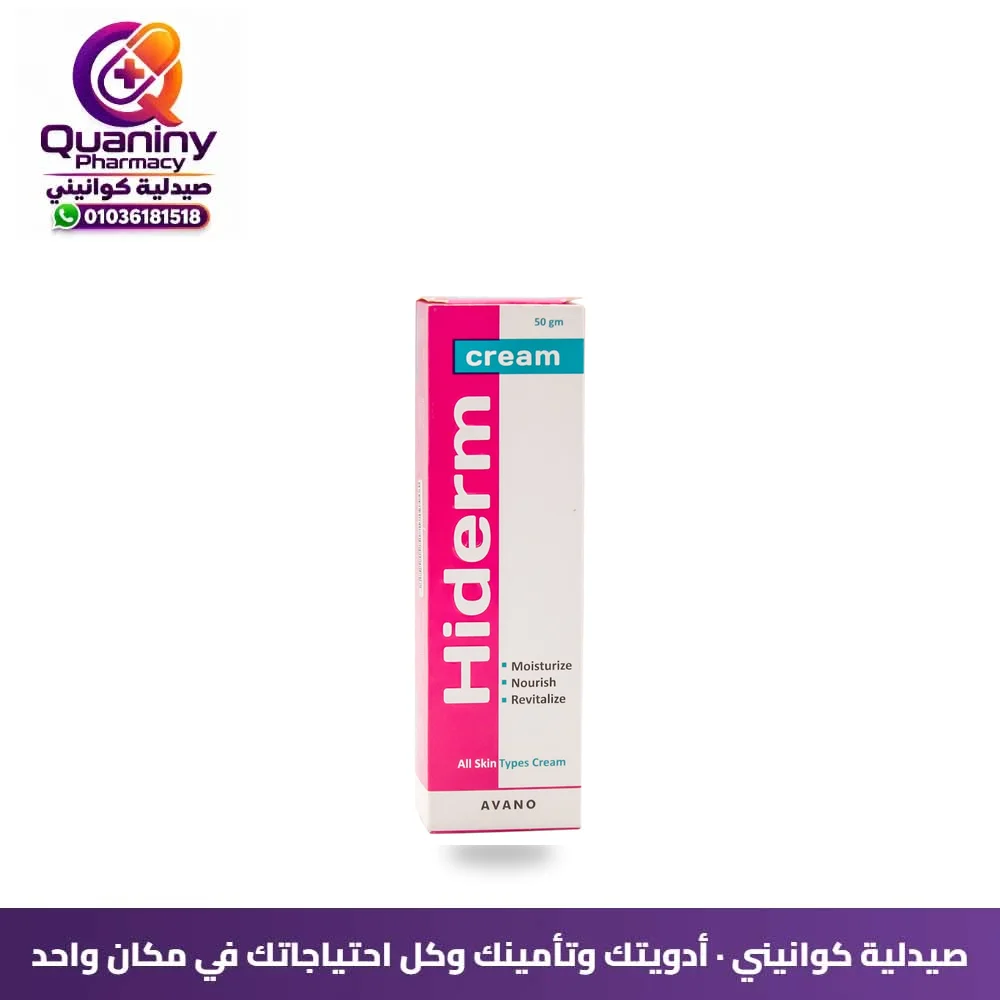 Quaniny
Pharmacy
صيدلية كوانيني
01036181518
50 gm
cream
Hiderm
Moisturize
Nourish
Revitalize
All Skin Types Cream
AVANO
صيدلية كوانيني · أدويتك وتأمينك وكل احتياجاتك في مكان واحد